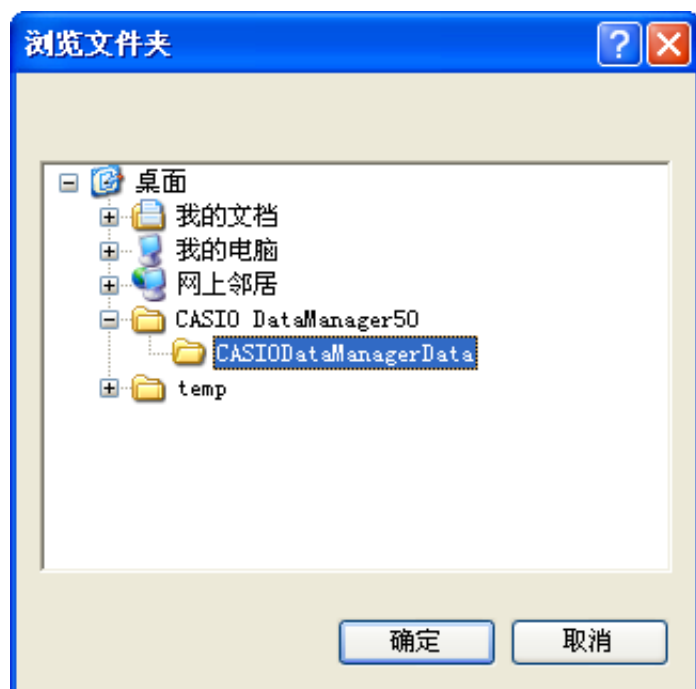 浏览文件夹
桌面
我的文档
我的电脑
网上邻居
CASIO DataManager50
CASIODataManagerData
temp
确定 取消